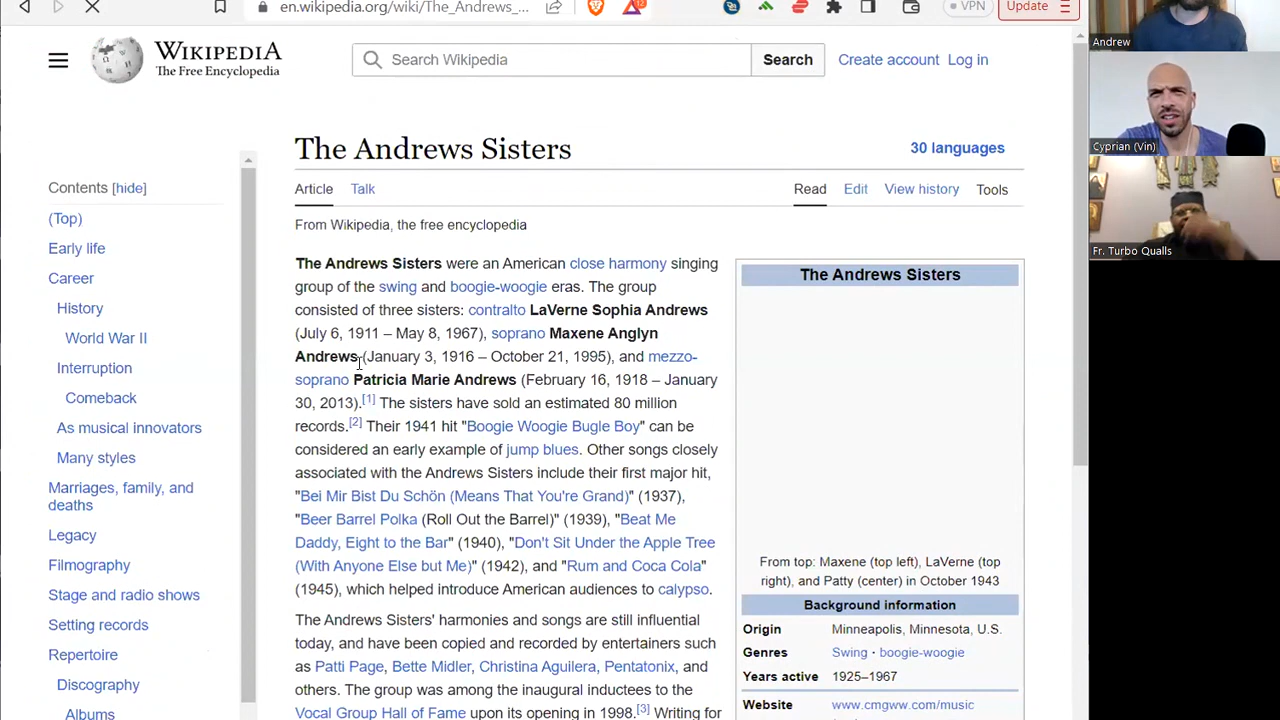 en.wikipedia.org/wiki/The_Andrews_...
12
VPN
Update
WIKIPEDIA
The Free Encyclopedia
Search Wikipedia
Search
Create account
Log in
The Andrews Sisters
30 languages
Article
Talk
Read
Edit
View history
Tools
From Wikipedia, the free encyclopedia
Contents [hide]
(Top)
Early life
Career
History
World War II
Interruption
Comeback
As musical innovators
Many styles
Marriages, family, and
deaths
Legacy
Filmography
Stage and radio shows
Setting records
Repertoire
Discography
Albums
The Andrews Sisters were an American close harmony singing
group of the swing and boogie-woogie eras. The group
consisted of three sisters: contralto LaVerne Sophia Andrews
(July 6, 1911 – May 8, 1967), soprano Maxene Anglyn
Andrews (January 3, 1916 – October 21, 1995), and mezzo-
soprano Patricia Marie Andrews (February 16, 1918 – January
30, 2013).[1] The sisters have sold an estimated 80 million
records.[2] Their 1941 hit "Boogie Woogie Bugle Boy" can be
considered an early example of jump blues. Other songs closely
associated with the Andrews Sisters include their first major hit,
"Bei Mir Bist Du Schön (Means That You're Grand)" (1937),
"Beer Barrel Polka (Roll Out the Barrel)" (1939), "Beat Me
Daddy, Eight to the Bar" (1940), "Don't Sit Under the Apple Tree
(With Anyone Else but Me)" (1942), and "Rum and Coca Cola"
(1945), which helped introduce American audiences to calypso.
The Andrews Sisters' harmonies and songs are still influential
today, and have been copied and recorded by entertainers such
as Patti Page, Bette Midler, Christina Aguilera, Pentatonix, and
others. The group was among the inaugural inductees to the
Vocal Group Hall of Fame upon its opening in 1998.[3] Writing for
The Andrews Sisters
From top: Maxene (top left), LaVerne (top
right), and Patty (center) in October 1943
Background information
Origin Minneapolis, Minnesota, U.S.
Genres Swing · boogie-woogie
Years active 1925–1967
Website www.cmgww.com/music
Andrew
Cyprian (Vin)
Fr. Turbo Qualls